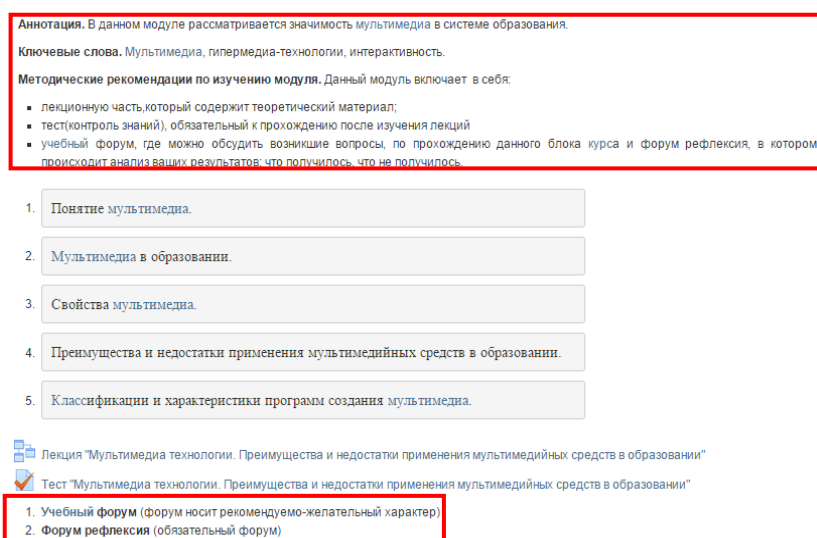 Аннотация. В данном модуле рассматривается значимость мультимедиа в системе образования.
Ключевые слова. Мультимедиа, гипермедиа-технологии, интерактивность.
Методические рекомендации по изучению модуля. Данный модуль включает в себя:
▪ лекционную часть,который содержит теоретический материал;
▪ тест(контроль знаний), обязательный к прохождению после изучения лекций
▪ учебный форум, где можно обсудить возникшие вопросы, по прохождению данного блока курса и форум рефлексия, в котором
происходит анализ ваших результатов: что получилось, что не получилось.
1. Понятие мультимедиа.
2. Мультимедиа в образовании.
3. Свойства мультимедиа.
4. Преимущества и недостатки применения мультимедийных средств в образовании.
5. Классификации и характеристики программ создания мультимедиа.
Лекция "Мультимедиа технологии. Преимущества и недостатки применения мультимедийных средств в образовании"
Тест "Мультимедиа технологии. Преимущества и недостатки применения мультимедийных средств в образовании"
1. Учебный форум (форум носит рекомендуемо-желательный характер)
2. Форум рефлексия (обязательный форум)